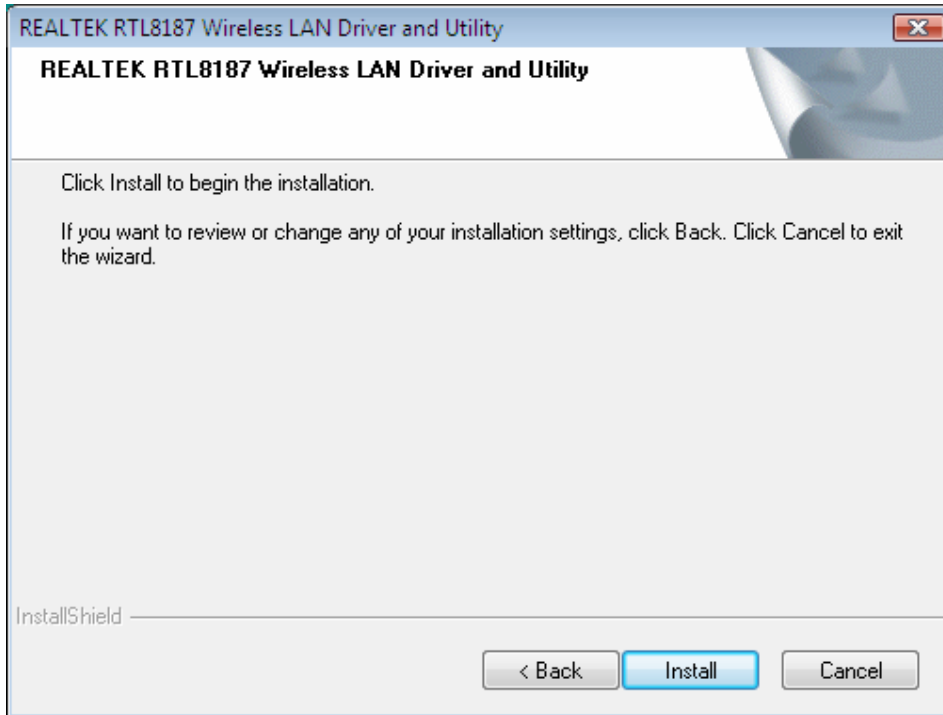 REALTEK RTL8187 Wireless LAN Driver and Utility
REALTEK RTL8187 Wireless LAN Driver and Utility
Click Install to begin the installation.
If you want to review or change any of your installation settings, click Back. Click Cancel to exit
the wizard.
InstallShield
< Back
Install
Cancel